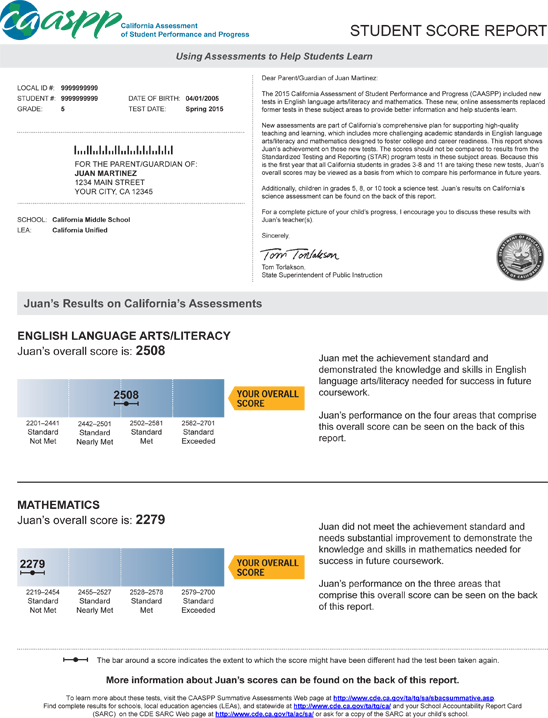 caaspp
California Assessment
of Student Performance and Progress
STUDENT SCORE REPORT
Using Assessments to Help Students Learn
LOCAL ID #: 9999999999
STUDENT #: 9999999999 DATE OF BIRTH: 04/01/2005
GRADE: 5 TEST DATE: Spring 2015
FOR THE PARENT/GUARDIAN OF:
JUAN MARTINEZ
1234 MAIN STREET
YOUR CITY, CA 12345
SCHOOL: California Middle School
LEA: California Unified
Dear Parent/Guardian of Juan Martinez:
The 2015 California Assessment of Student Performance and Progress (CAASPP) included new
tests in English language arts/literacy and mathematics. These new, online assessments replaced
former tests in these subject areas to provide better information and help students learn.
New assessments are part of California's comprehensive plan for supporting high-quality
teaching and learning, which includes more challenging academic standards in English language
arts/literacy and mathematics designed to foster college and career readiness. This report shows
Juan's achievement on these new tests. The scores should not be compared to results from the
Standardized Testing and Reporting (STAR) program tests in these subject areas. Because this
is the first year that all California students in grades 3-8 and 11 are taking these new tests, Juan's
overall scores may be viewed as a basis from which to compare his performance in future years.
Additionally, children in grades 5, 8, or 10 took a science test. Juan's results on California's
science assessment can be found on the back of this report.
For a complete picture of your child's progress, I encourage you to discuss these results with
Juan's teacher(s).
Sincerely,
Tom Torlakson
Tom Torlakson,
State Superintendent of Public Instruction
Juan's Results on California's Assessments
ENGLISH LANGUAGE ARTS/LITERACY
Juan's overall score is: 2508
2508
YOUR OVERALL
SCORE
2201–2441 2442–2501 2502–2581 2582–2701
Standard Standard Standard Standard
Not Met Nearly Met Met Exceeded
Juan met the achievement standard and
demonstrated the knowledge and skills in English
language arts/literacy needed for success in future
coursework.
Juan's performance on the four areas that comprise
this overall score can be seen on the back of this
report.
MATHEMATICS
Juan's overall score is: 2279
2279
YOUR OVERALL
SCORE
2219–2454 2455–2527 2528–2578 2579–2700
Standard Standard Standard Standard
Not Met Nearly Met Met Exceeded
Juan did not meet the achievement standard and
needs substantial improvement to demonstrate the
knowledge and skills in mathematics needed for
success in future coursework.
Juan's performance on the three areas that
comprise this overall score can be seen on the back
of this report.
The bar around a score indicates the extent to which the score might have been different had the test been taken again.
More information about Juan's scores can be found on the back of this report.
To learn more about these tests, visit the CAASPP Summative Assessments Web page at http://www.cde.ca.gov/ta/tg/sa/sbacsummative.asp.
Find complete results for schools, local education agencies (LEAs), and statewide at http://www.cde.ca.gov/ta/tg/ca/ and your School Accountability Report Card
(SARC) on the CDE SARC Web page at http://www.cde.ca.gov/ta/ac/sa/ or ask for a copy of the SARC at your child's school.